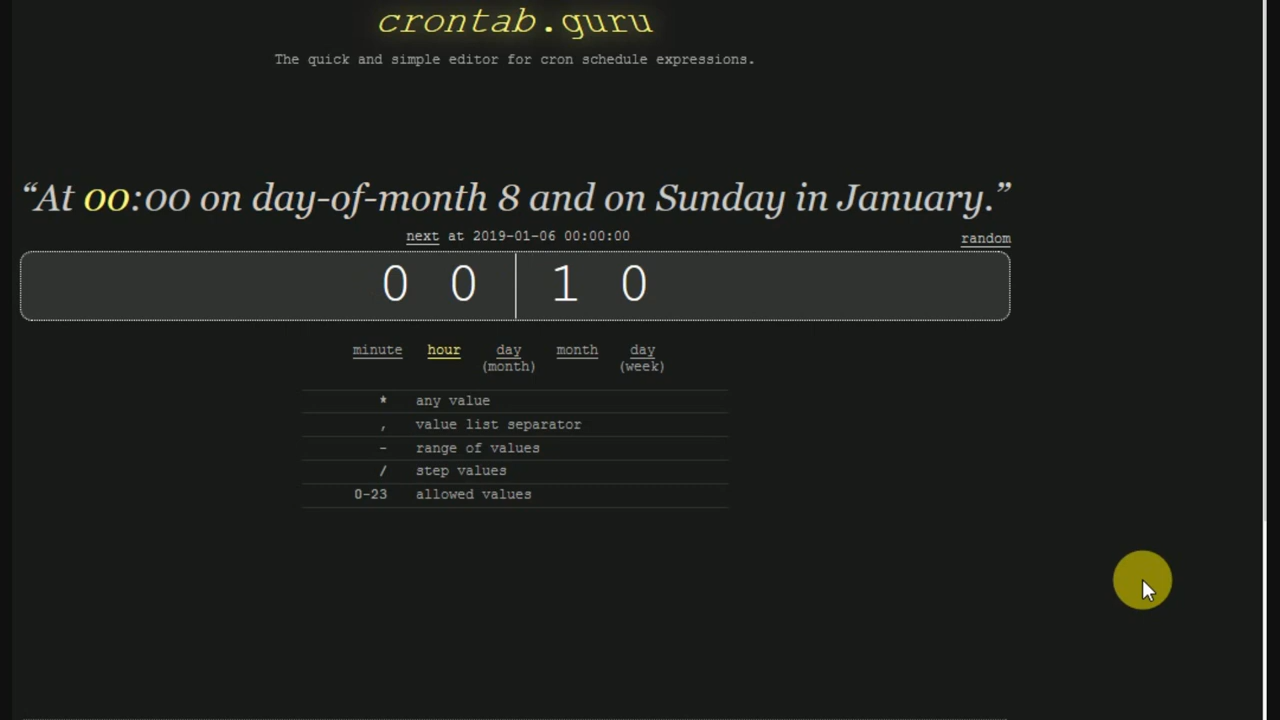 crontab.guru
The quick and simple editor for cron schedule expressions.
“At 00:00 on day-of-month 8 and on Sunday in January.”
next at 2019-01-06 00:00:00
random
0 0 1 0
minute hour day month day
(month) (week)
* any value
, value list separator
- range of values
/ step values
0-23 allowed values